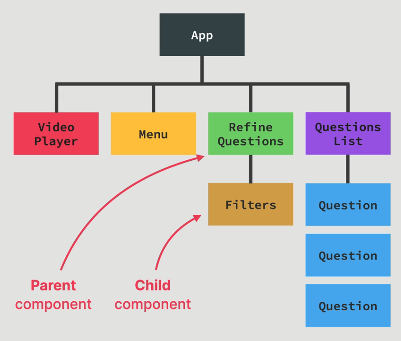 App
Video
Player
Menu
Refine
Questions
Questions
List
Filters
Question
Question
Question
Parent
component
Child
component